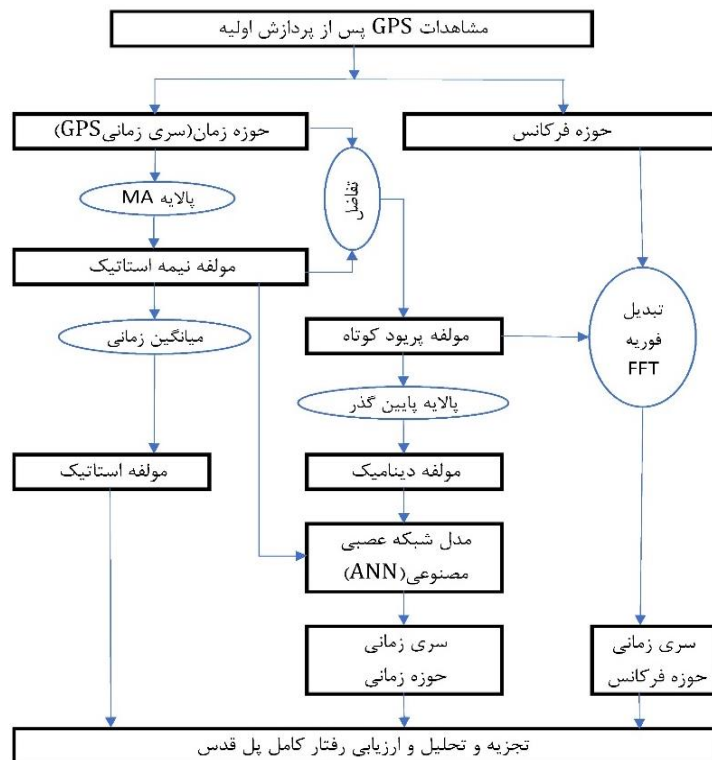 مشاهدات GPS پس از پردازش اولیه
حوزه فرکانس
حوزه زمان(سری زمانیGPS)
تفاضل
پالایه MA
مولفه نیمه استاتیک
تبدیل
فوریه
FFT
میانگین زمانی
مولفه پریود کوتاه
پالایه پایین گذر
مولفه استاتیک
مولفه دینامیک
مدل شبکه عصبی
مصنوعی(ANN)
سری زمانی
حوزه زمانی
سری زمانی
حوزه فرکانس
تجزیه و تحلیل و ارزیابی رفتار کامل پل قدس